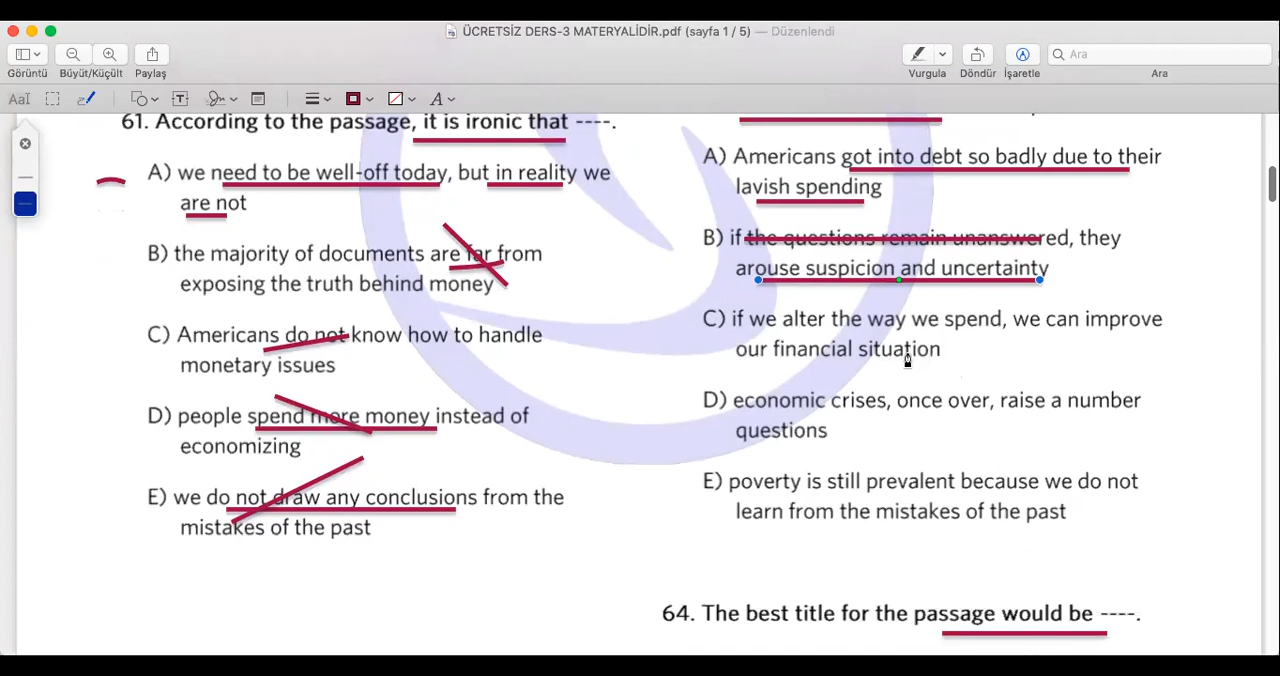 ÜCRETSİZ DERS-3 MATERYALİDİR.pdf (sayfa 1 / 5) — Düzenlendi
Görüntü
Büyüt/Küçült
Paylaş
Vurgula
Döndür
İşaretle
Ara
Ara
61. According to the passage, it is ironic that ----.
A) we need to be well-off today, but in reality we
are not
B) the majority of documents are far from
exposing the truth behind money
C) Americans do not know how to handle
monetary issues
D) people spend more money instead of
economizing
E) we do not draw any conclusions from the
mistakes of the past
A) Americans got into debt so badly due to their
lavish spending
B) if the questions remain unanswered, they
arouse suspicion and uncertainty
C) if we alter the way we spend, we can improve
our financial situation
D) economic crises, once over, raise a number
questions
E) poverty is still prevalent because we do not
learn from the mistakes of the past
64. The best title for the passage would be ----.